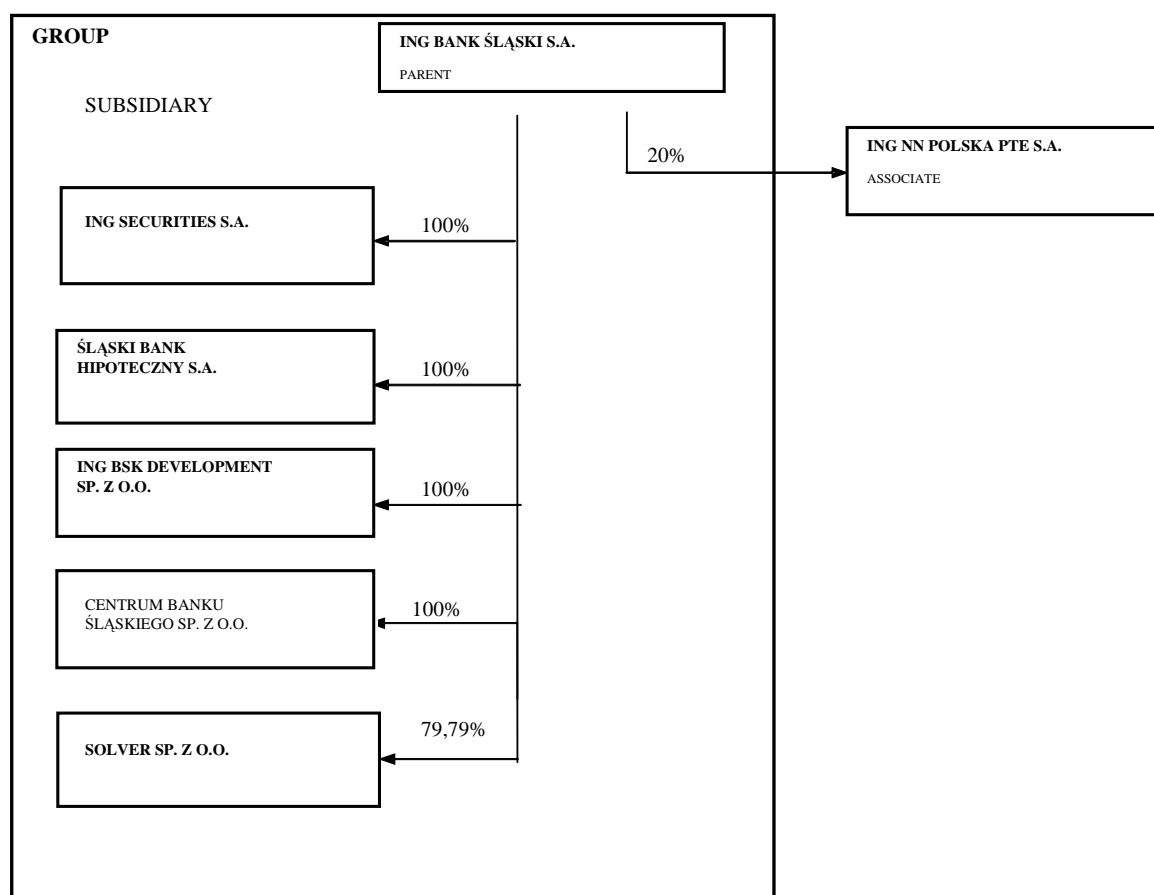 GROUP
ING BANK ŚLĄSKI S.A.
PARENT
SUBSIDIARY
20%
ING NN POLSKA PTE S.A.
ASSOCIATE
ING SECURITIES S.A.
100%
ŚLĄSKI BANK
HIPOTECZNY S.A.
100%
ING BSK DEVELOPMENT
SP. Z O.O.
100%
CENTRUM BANKU
ŚLĄSKIEGO SP. Z O.O.
100%
SOLVER SP. Z O.O.
79,79%